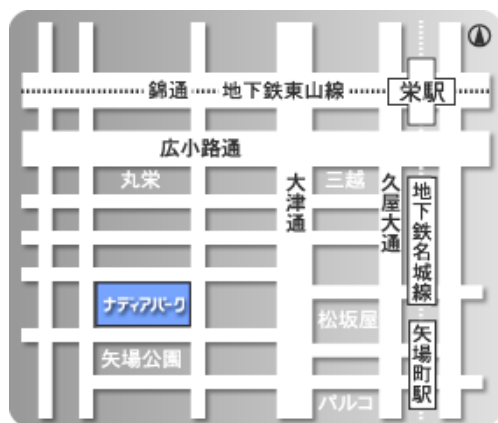 錦通
地下鉄東山線
栄駅
広小路通
丸栄
大津通
三越
久屋大通
地下鉄名城線
ナディアパーク
松坂屋
矢場公園
矢場町駅
パルコ